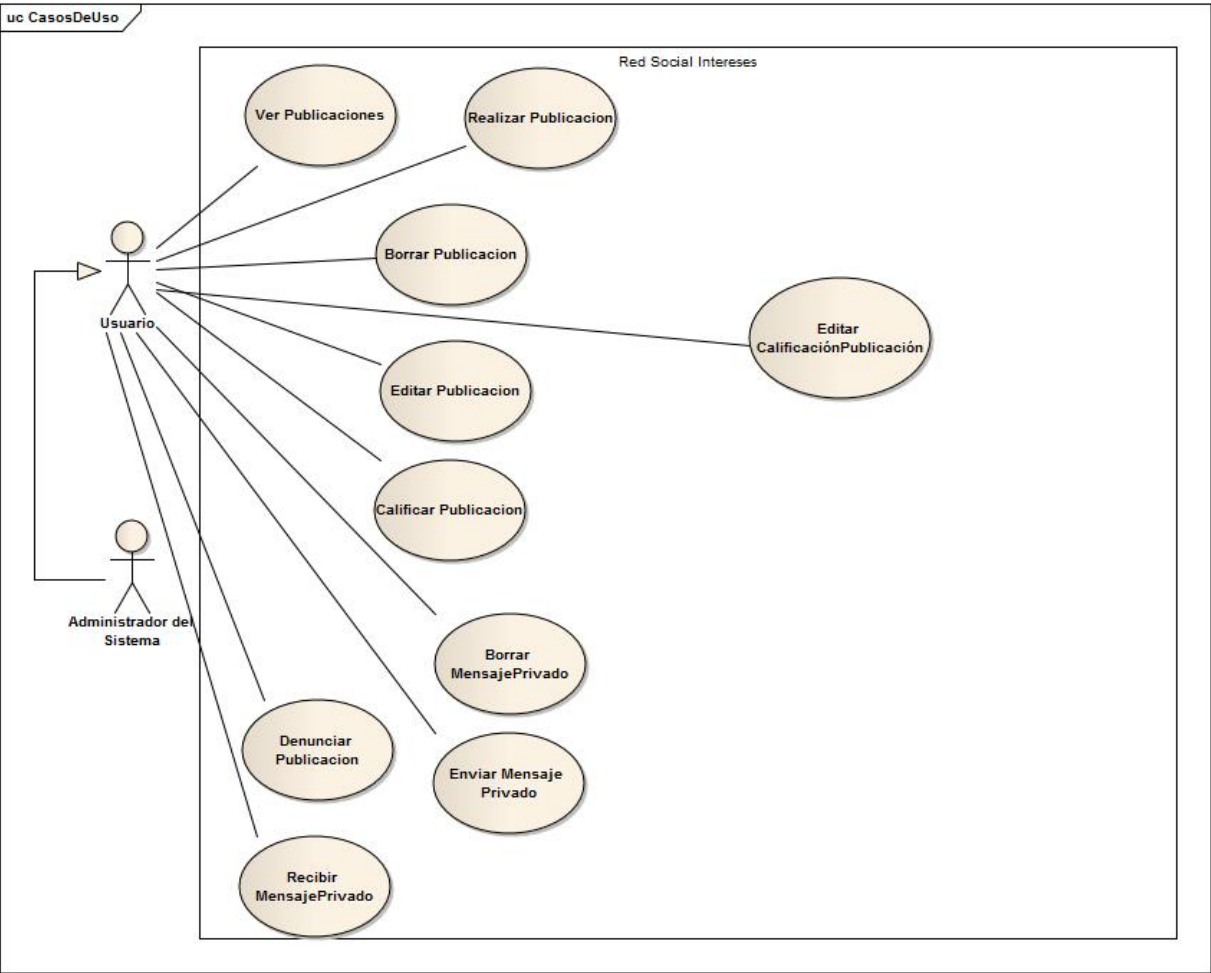 uc CasosDeUso
Red Social Intereses
Ver Publicaciones
Realizar Publicacion
Borrar Publicacion
Usuario
Editar
CalificaciónPublicación
Editar Publicacion
Calificar Publicacion
Administrador del
Sistema
Borrar
MensajePrivado
Denunciar
Publicacion
Enviar Mensaje
Privado
Recibir
MensajePrivado